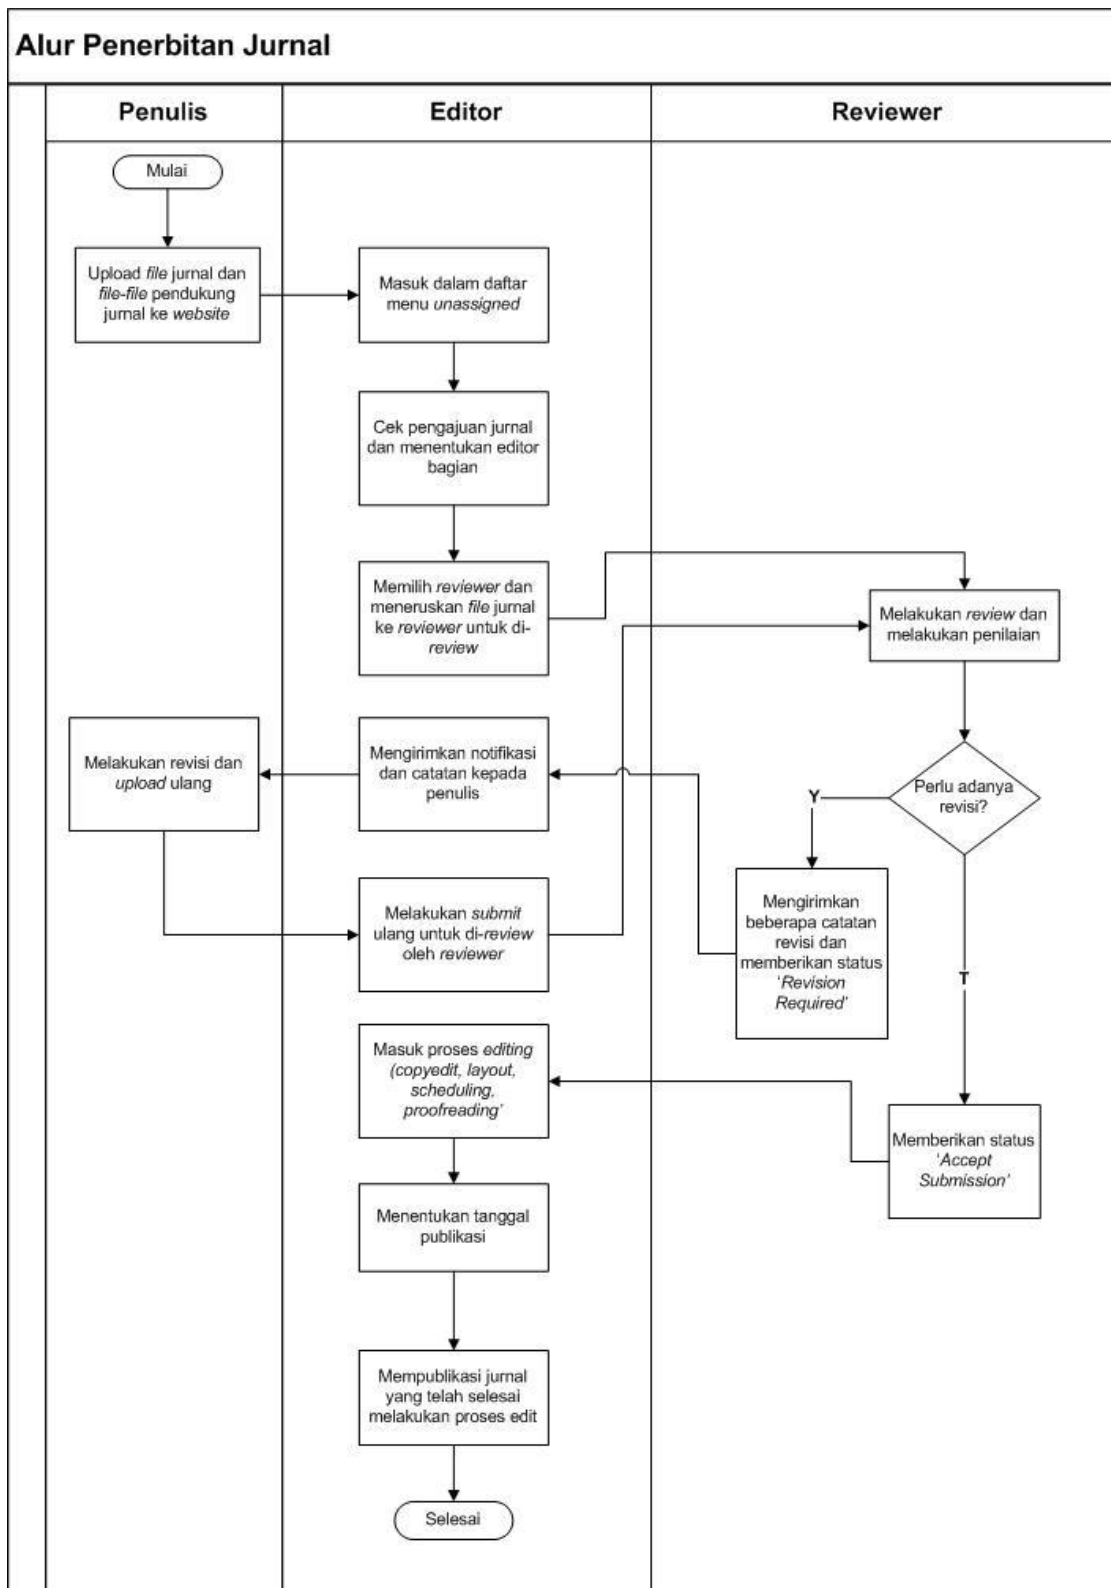 Alur Penerbitan Jurnal
Penulis
Editor
Reviewer
Mulai
Upload file jurnal dan
file-file pendukung
jurnal ke website
Masuk dalam daftar
menu unassigned
Cek pengajuan jurnal
dan menentukan editor
bagian
Memilih reviewer dan
meneruskan file jurnal
ke reviewer untuk di-
review
Melakukan review dan
melakukan penilaian
Perlu adanya
revisi?
Y
T
Mengirimkan
beberapa catatan
revisi dan
memberikan status
‘Revision
Required’
Mengirimkan notifikasi
dan catatan kepada
penulis
Melakukan revisi dan
upload ulang
Melakukan submit
ulang untuk di-review
oleh reviewer
Memberikan status
‘Accept
Submission’
Masuk proses editing
(copyedit, layout,
scheduling,
proofreading’
Menentukan tanggal
publikasi
Mempublikasi jurnal
yang telah selesai
melakukan proses edit
Selesai